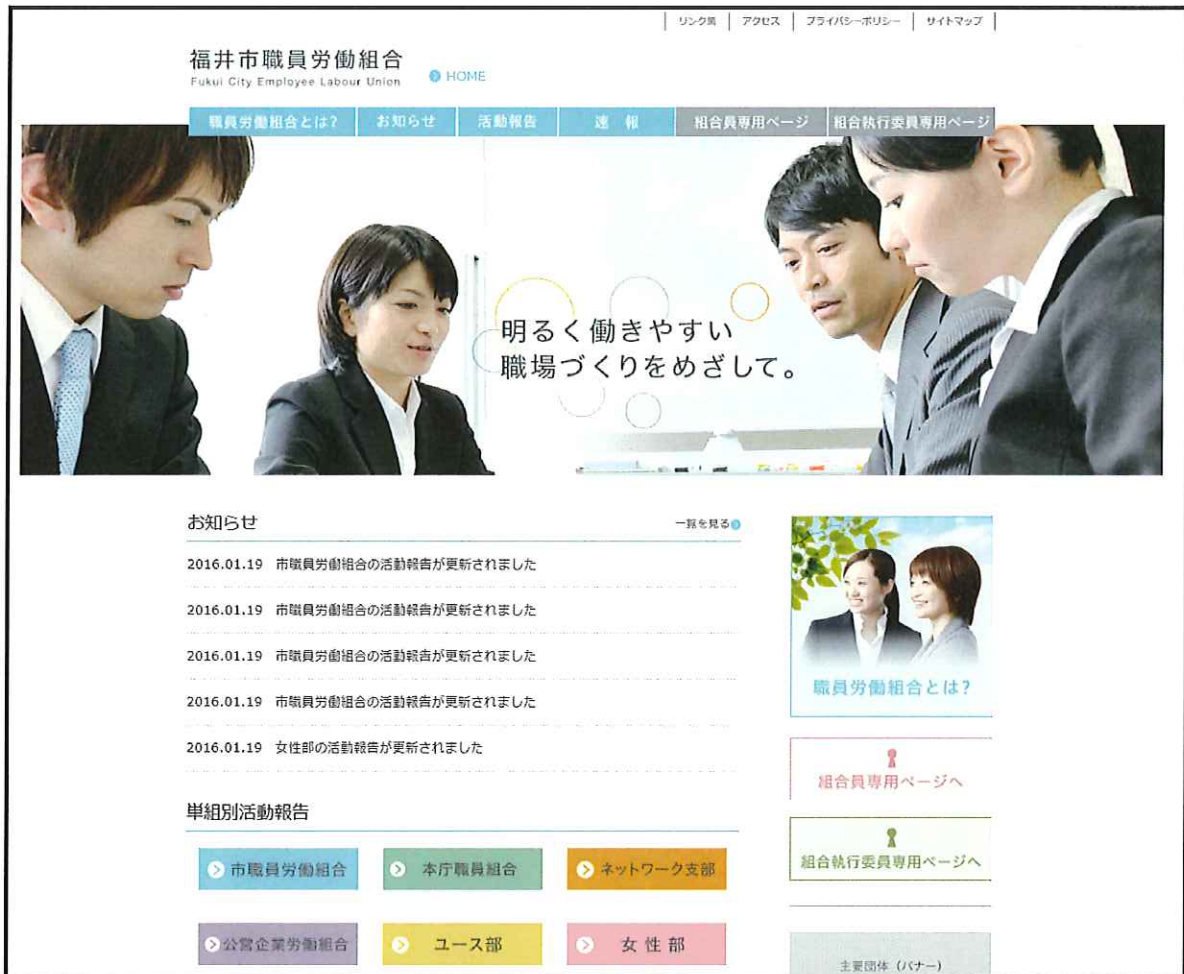 リンク集 アクセス プライバシーポリシー サイトマップ
福井市職員労働組合
Fukui City Employee Labour Union
HOME
職員労働組合とは? お知らせ 活動報告 速報 組合員専用ページ 組合執行委員専用ページ
明るく働きやすい
職場づくりをめざして。
お知らせ 一覧を見る
2016.01.19 市職員労働組合の活動報告が更新されました
2016.01.19 市職員労働組合の活動報告が更新されました
2016.01.19 市職員労働組合の活動報告が更新されました
2016.01.19 市職員労働組合の活動報告が更新されました
2016.01.19 女性部の活動報告が更新されました
単組別活動報告
市職員労働組合 本庁職員組合 ネットワーク支部
公営企業労働組合 ユース部 女性部
職員労働組合とは?
組合員専用ページへ
組合執行委員専用ページへ
主要団体(バナー)